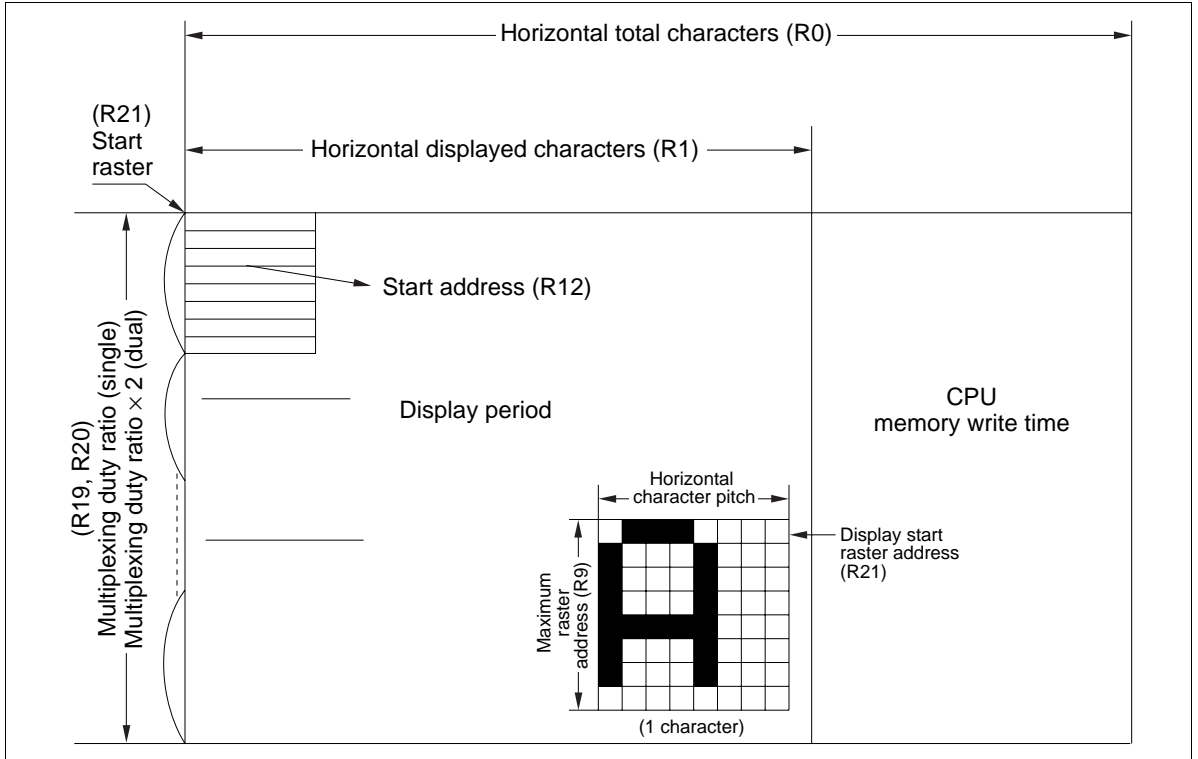 Horizontal total characters (R0)
(R21)
Start
raster
Horizontal displayed characters (R1)
Start address (R12)
(R19, R20)
Multiplexing duty ratio (single)
Multiplexing duty ratio × 2 (dual)
Display period
CPU
memory write time
Horizontal
character pitch
Maximum
raster
address (R9)
Display start
raster address
(R21)
(1 character)